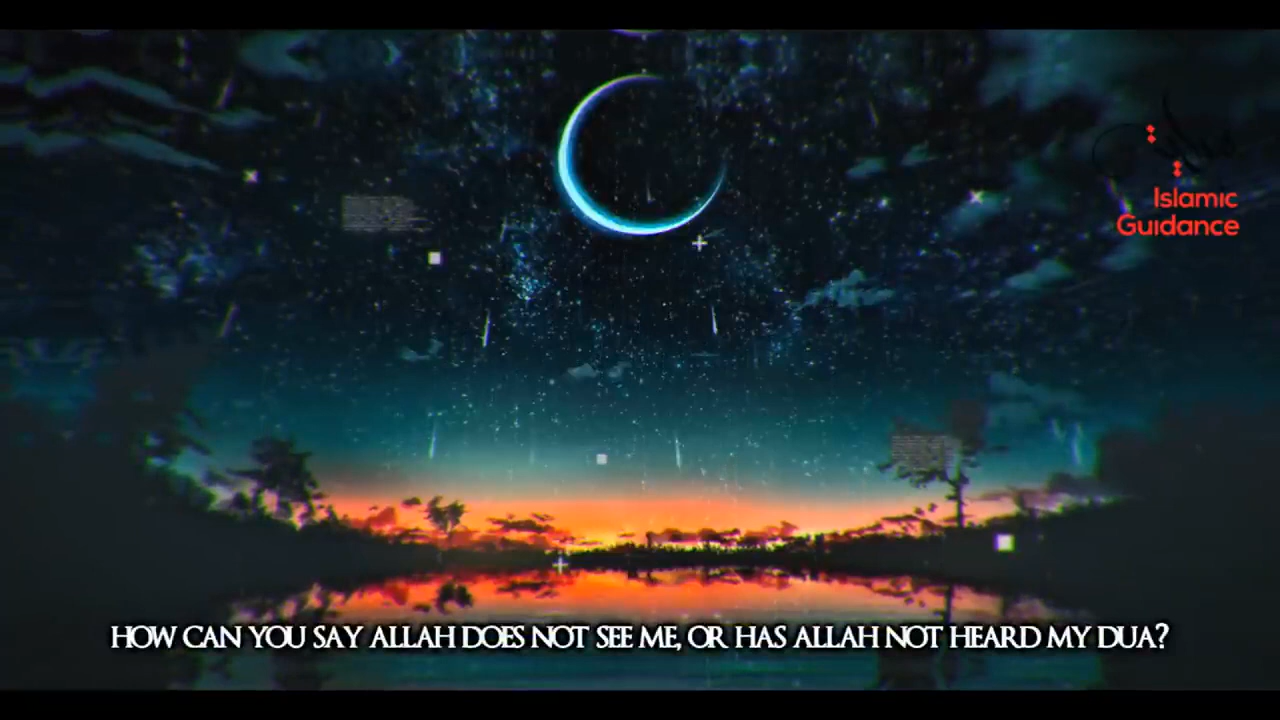 Islamic
Guidance
HOW CAN YOU SAY ALLAH DOES NOT SEE ME, OR HAS ALLAH NOT HEARD MY DUA?